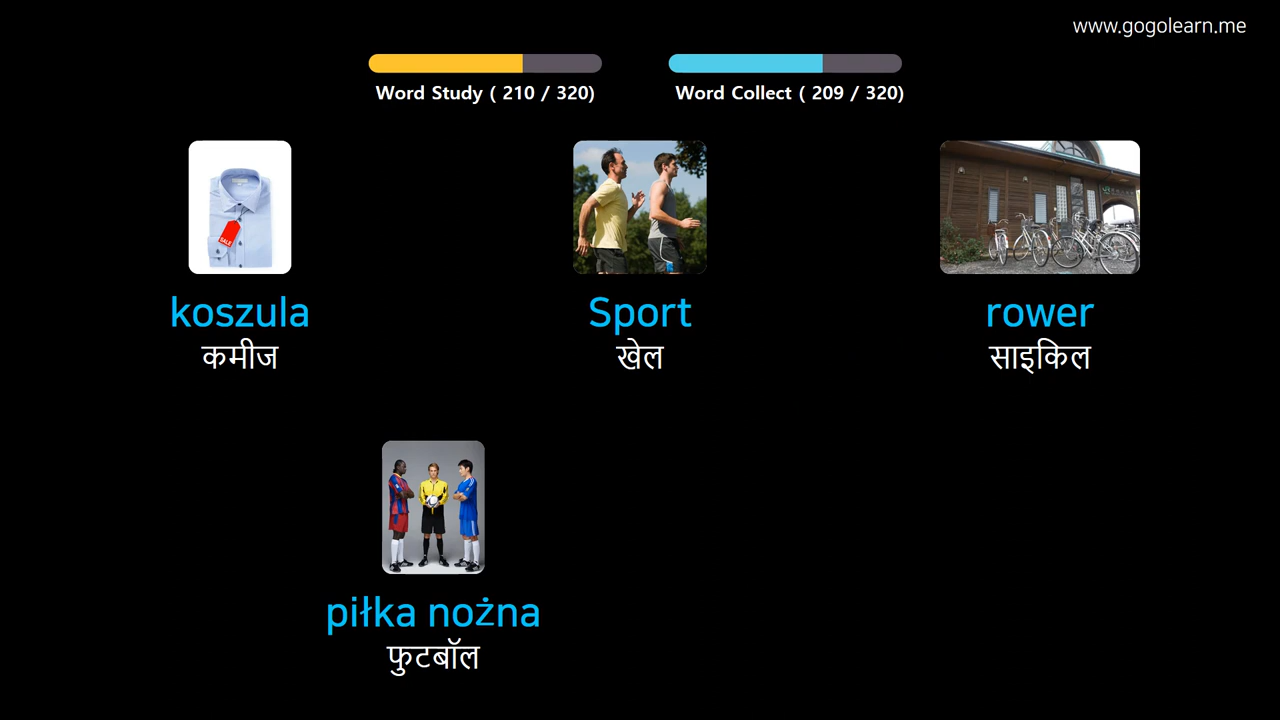 www.gogolearn.me
Word Study ( 210 / 320)
Word Collect ( 209 / 320)
SALE
koszula
कमीज
Sport
खेल
rower
साइकिल
piłka nożna
फुटबॉल